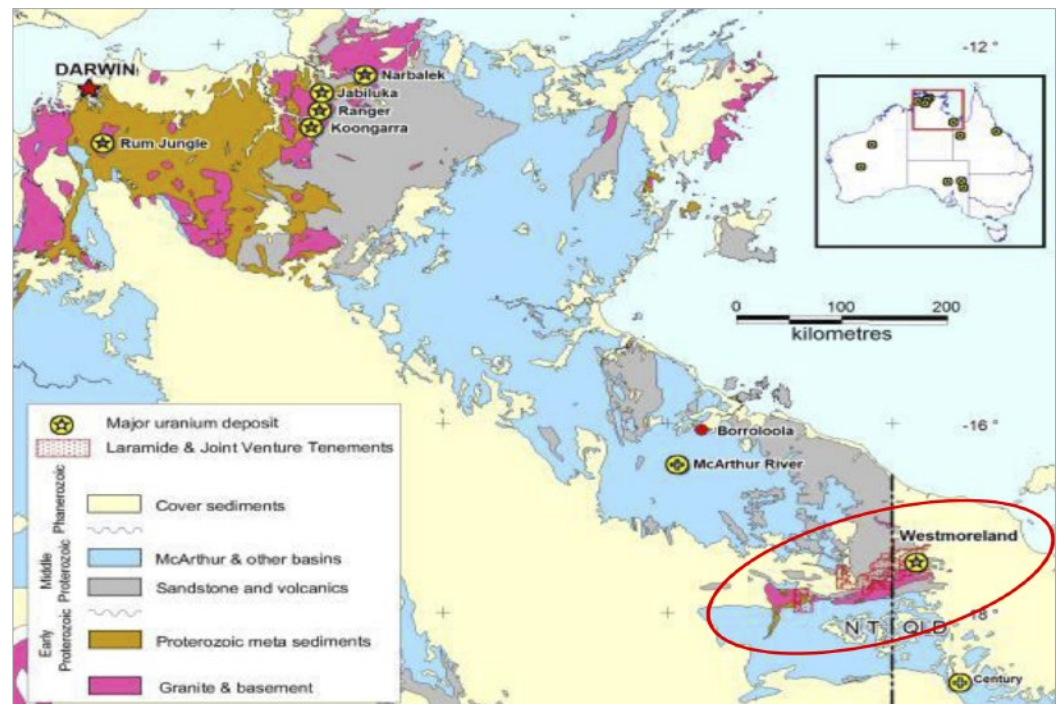 -12 °
DARWIN
Narbalek
Jabiluka
Ranger
Koongarra
Rum Jungle
0 100 200
kilometres
-16 °
Borroloola
McArthur River
Westmoreland
-18 °
NT QLD
Century
Major uranium deposit
Laramide & Joint Venture Tenements
Phanerozoic
Cover sediments
Middle
Proterozoic
McArthur & other basins
Sandstone and volcanics
Early
Proterozoic
Proterozoic meta sediments
Granite & basement